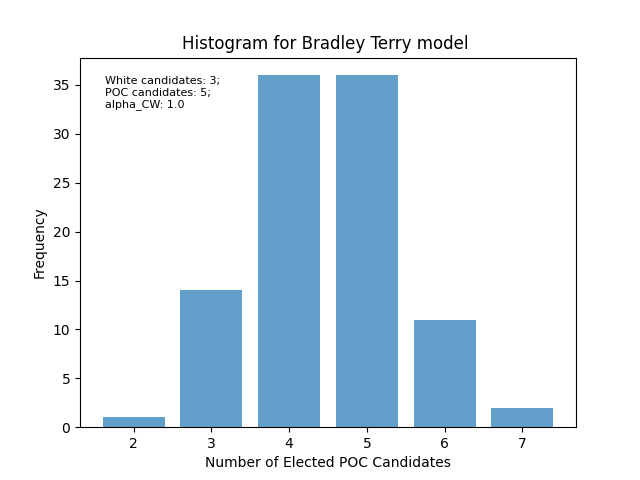 Histogram for Bradley Terry model
White candidates: 3;
POC candidates: 5;
alpha_CW: 1.0
35
30
25
20
15
10
5
0
Frequency
2 3 4 5 6 7
Number of Elected POC Candidates